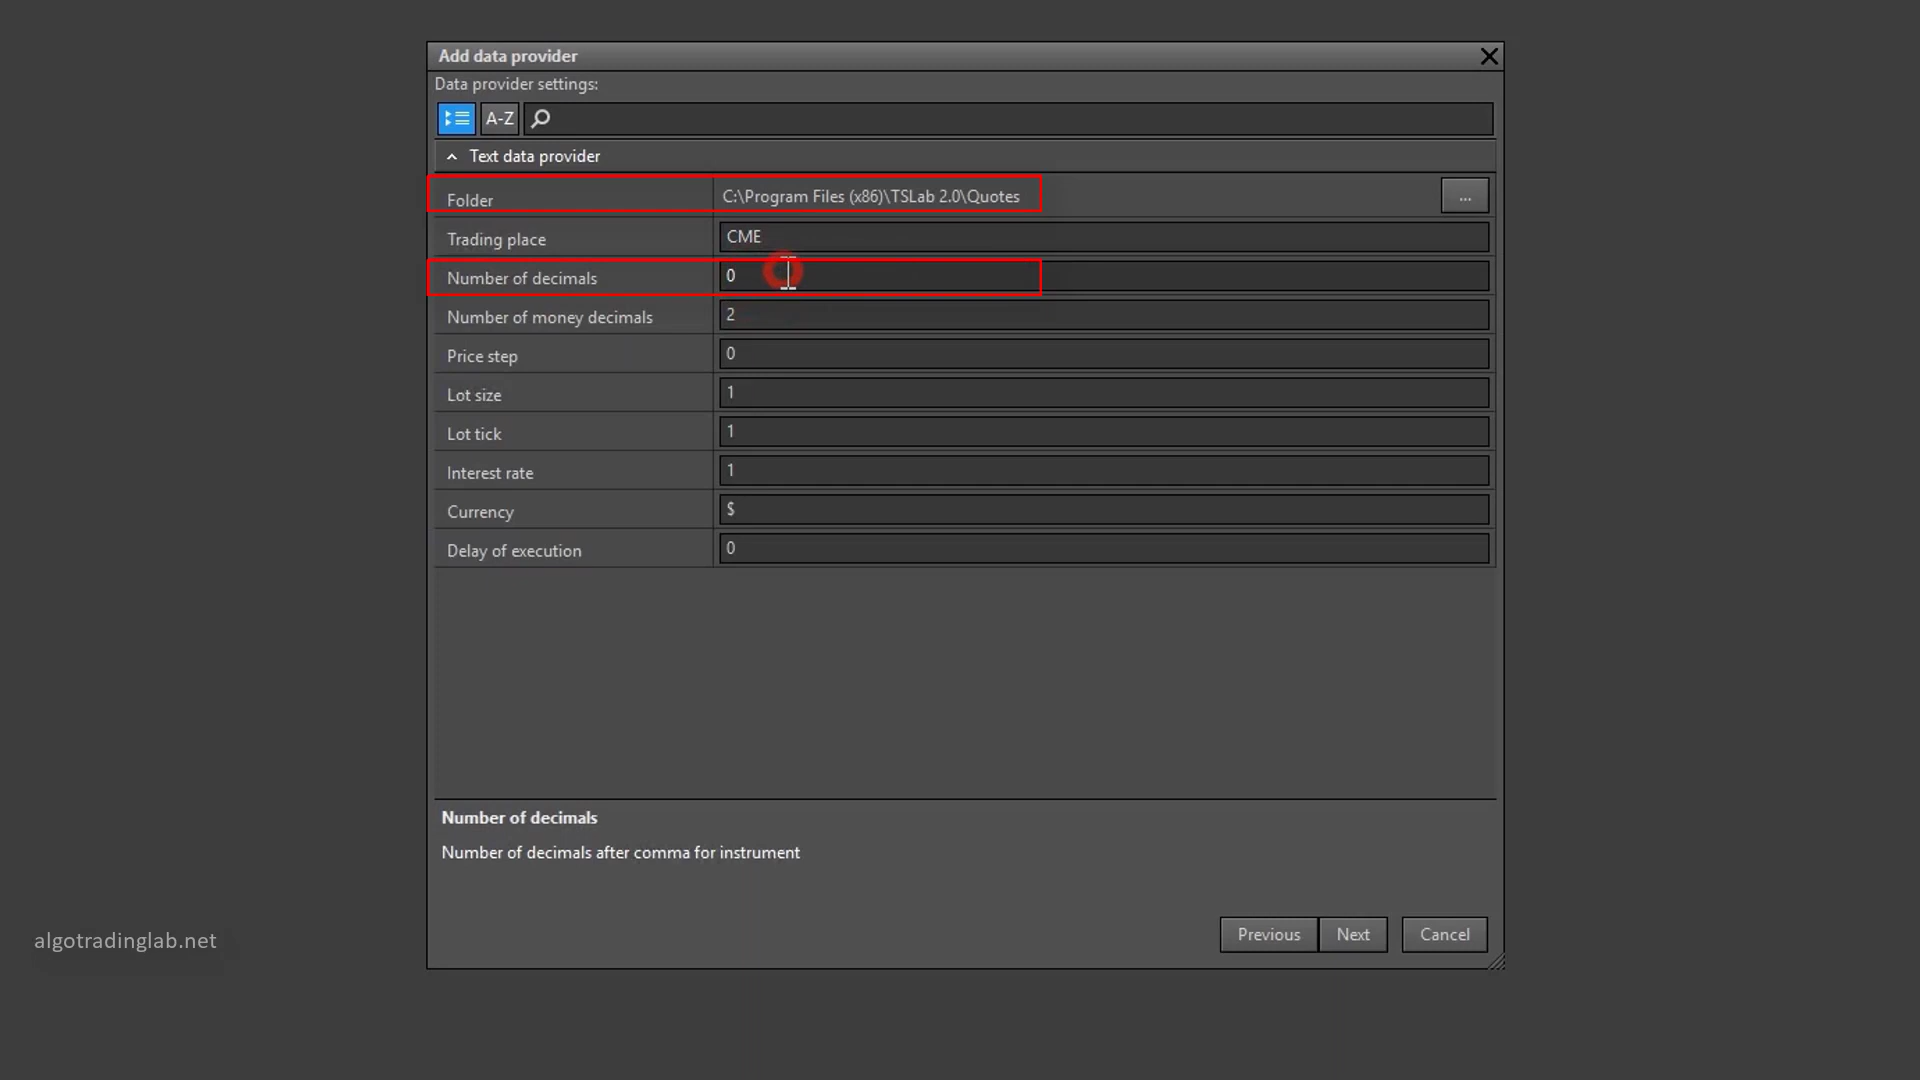 Add data provider
Data provider settings:
A-Z
Text data provider
Folder C:\Program Files (x86)\TSLab 2.0\Quotes ...
Trading place CME
Number of decimals 0
Number of money decimals 2
Price step 0
Lot size 1
Lot tick 1
Interest rate 1
Currency $
Delay of execution 0
Number of decimals
Number of decimals after comma for instrument
Previous Next Cancel
algotradinglab.net